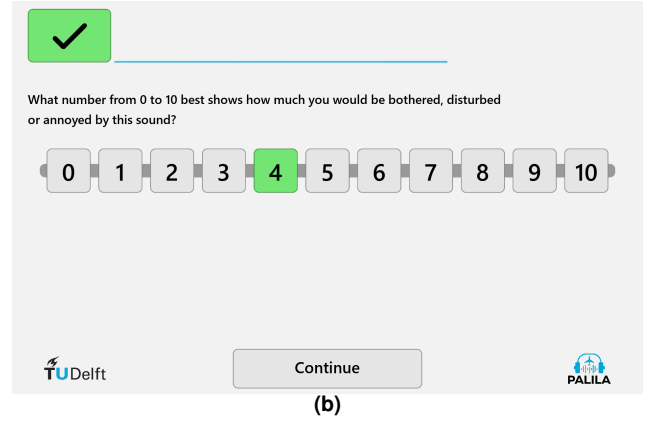 What number from 0 to 10 best shows how much you would be bothered, disturbed
or annoyed by this sound?
0 1 2 3 4 5 6 7 8 9 10
Continue
TUDelft
PALILA
(b)